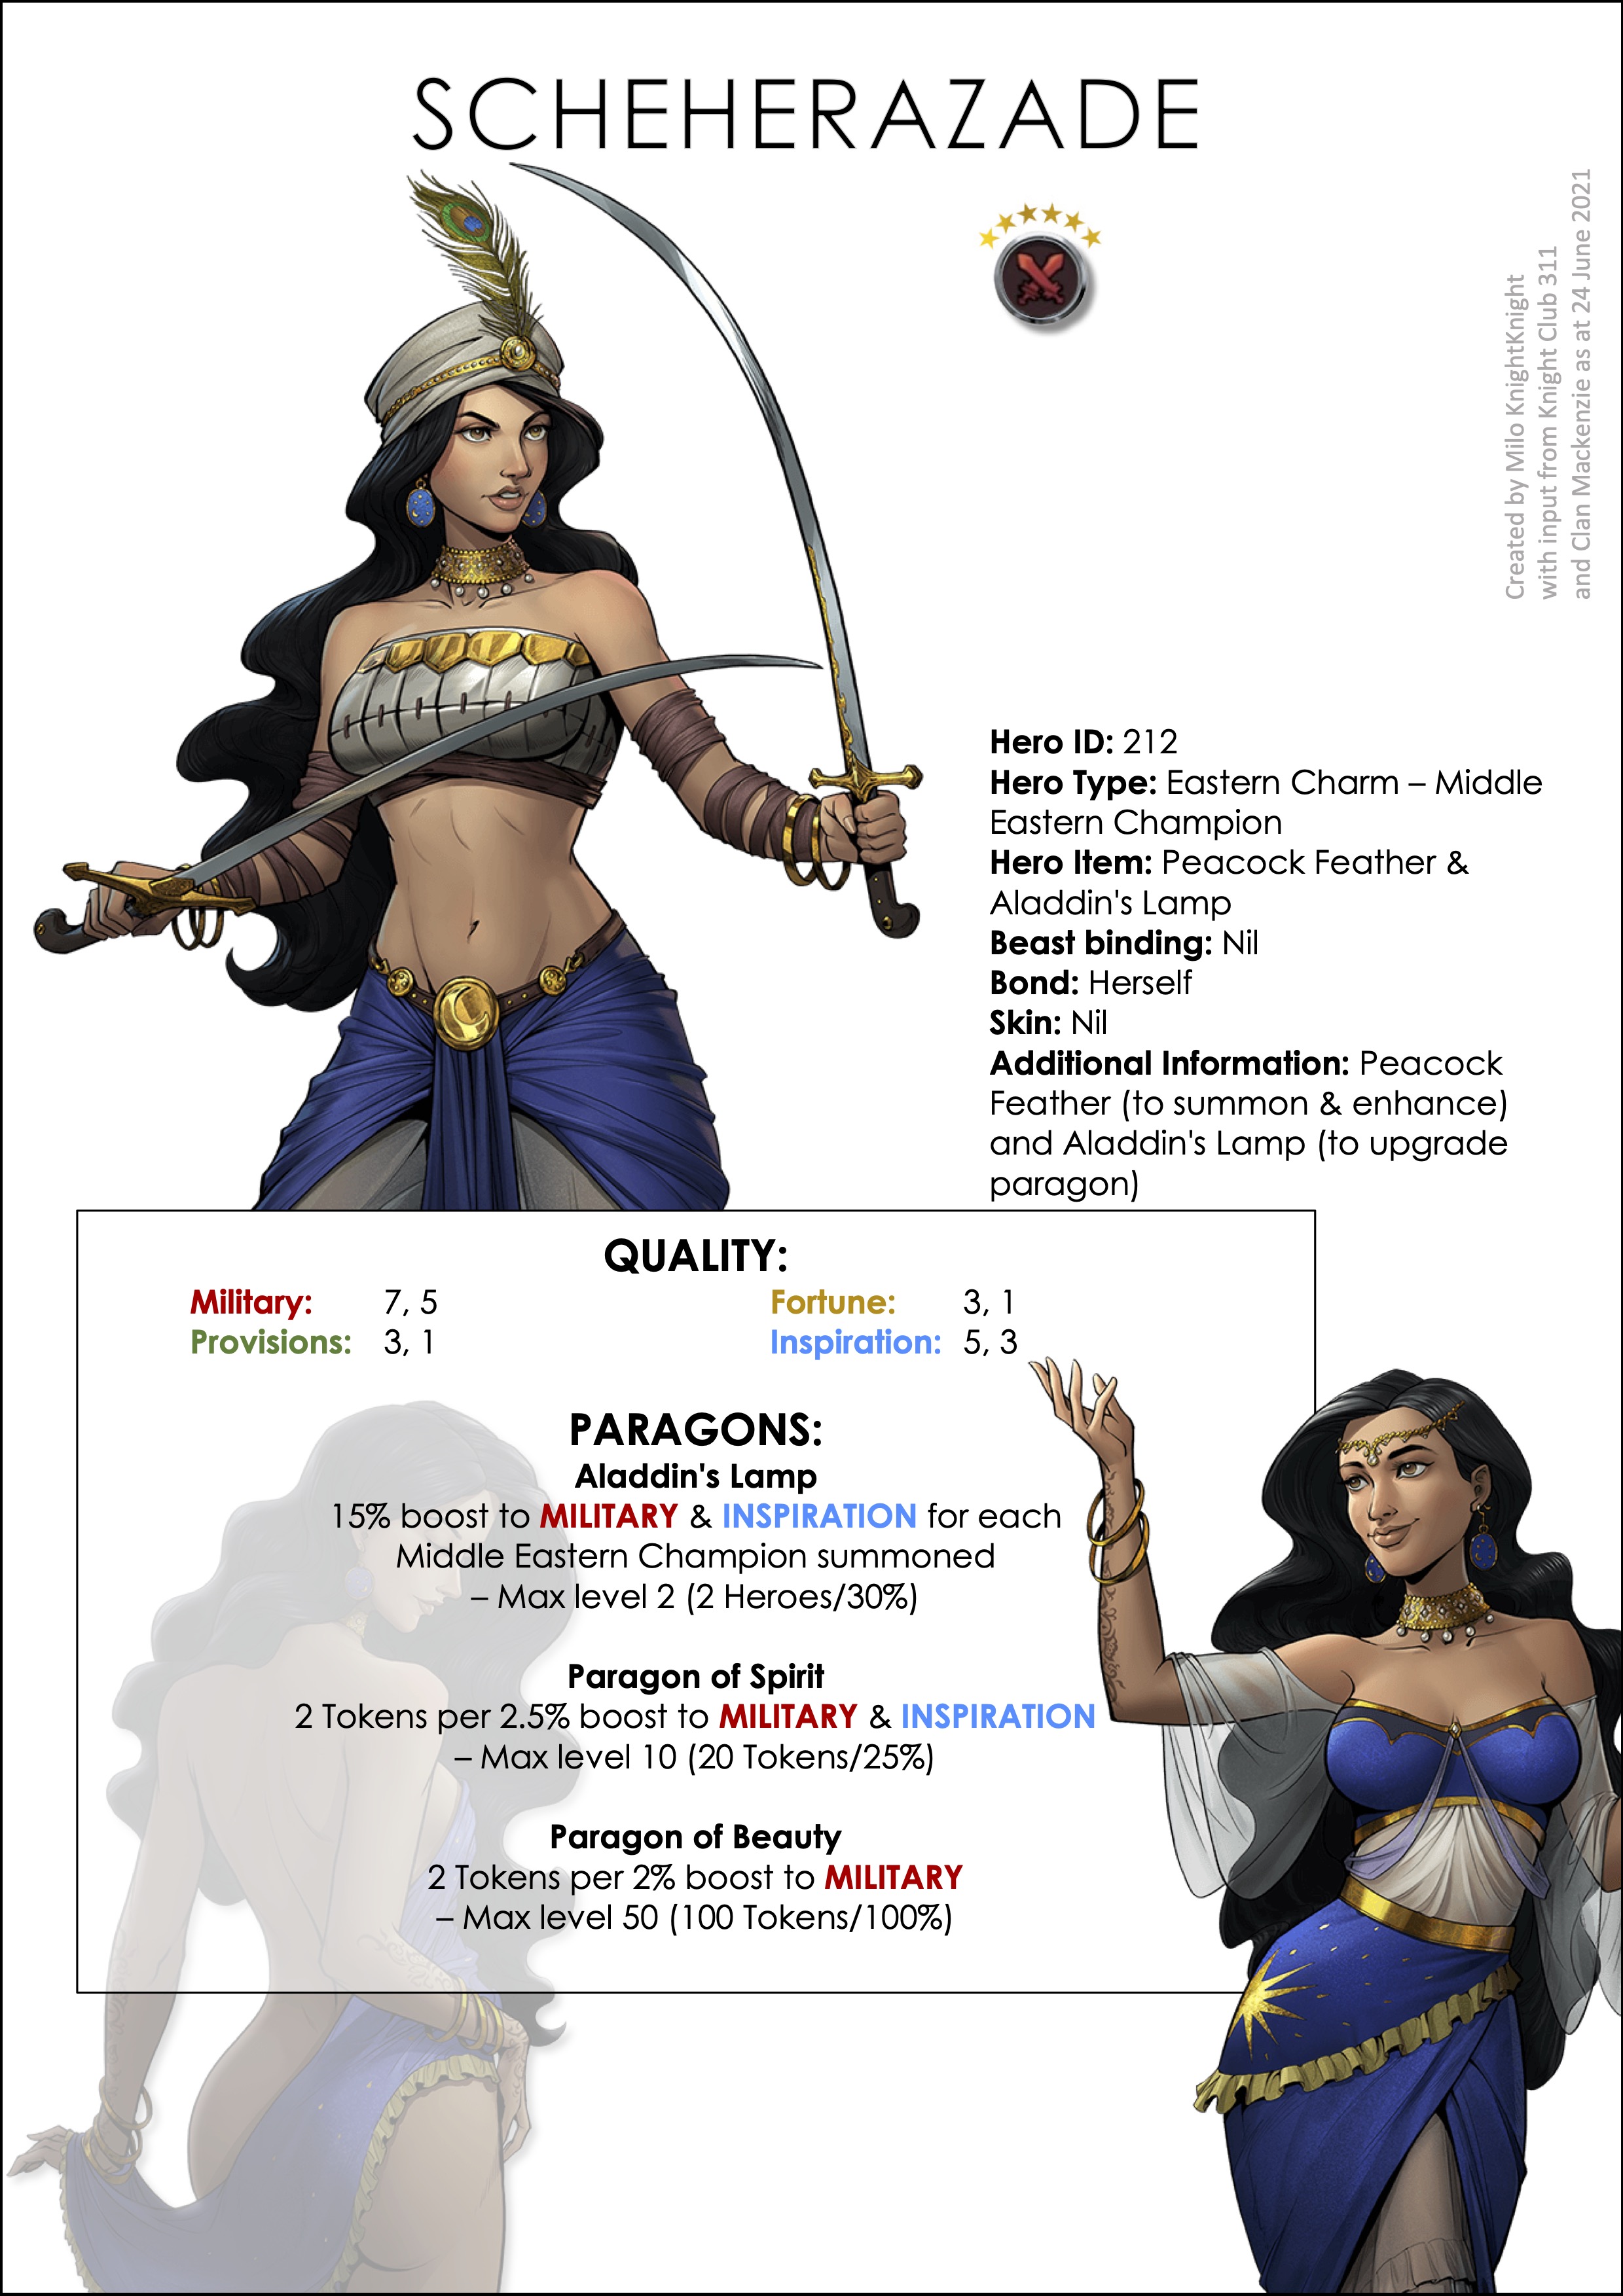 SCHEHERAZADE
Created by Milo KnightKnight
with input from Knight Club 311
and Clan Mackenzie as at 24 June 2021
Hero ID: 212
Hero Type: Eastern Charm – Middle
Eastern Champion
Hero Item: Peacock Feather &
Aladdin's Lamp
Beast binding: Nil
Bond: Herself
Skin: Nil
Additional Information: Peacock
Feather (to summon & enhance)
and Aladdin's Lamp (to upgrade
paragon)
QUALITY:
Military: 7, 5 Fortune: 3, 1
Provisions: 3, 1 Inspiration: 5, 3
PARAGONS:
Aladdin's Lamp
15% boost to MILITARY & INSPIRATION for each
Middle Eastern Champion summoned
– Max level 2 (2 Heroes/30%)
Paragon of Spirit
2 Tokens per 2.5% boost to MILITARY & INSPIRATION
– Max level 10 (20 Tokens/25%)
Paragon of Beauty
2 Tokens per 2% boost to MILITARY
– Max level 50 (100 Tokens/100%)